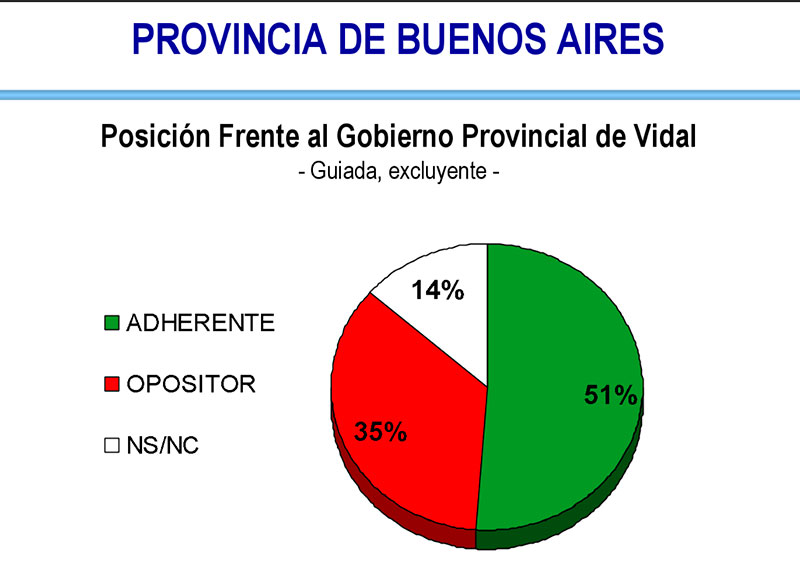 PROVINCIA DE BUENOS AIRES
Posición Frente al Gobierno Provincial de Vidal
- Guiada, excluyente -
14%
ADHERENTE
OPOSITOR
NS/NC
51%
35%